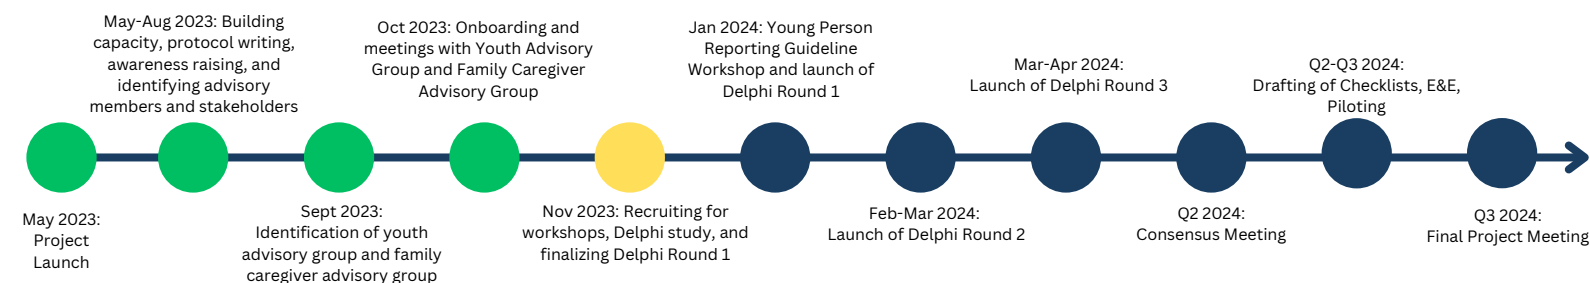 May 2023:
Project
Launch
May-Aug 2023: Building
capacity, protocol writing,
awareness raising, and
identifying advisory
members and stakeholders
Sept 2023:
Identification of youth
advisory group and family
caregiver advisory group
Oct 2023: Onboarding and
meetings with Youth Advisory
Group and Family Caregiver
Advisory Group
Nov 2023: Recruiting for
workshops, Delphi study, and
finalizing Delphi Round 1
Jan 2024: Young Person
Reporting Guideline
Workshop and launch of
Delphi Round 1
Feb-Mar 2024:
Launch of Delphi Round 2
Mar-Apr 2024:
Launch of Delphi Round 3
Q2 2024:
Consensus Meeting
Q2-Q3 2024:
Drafting of Checklists, E&E,
Piloting
Q3 2024:
Final Project Meeting